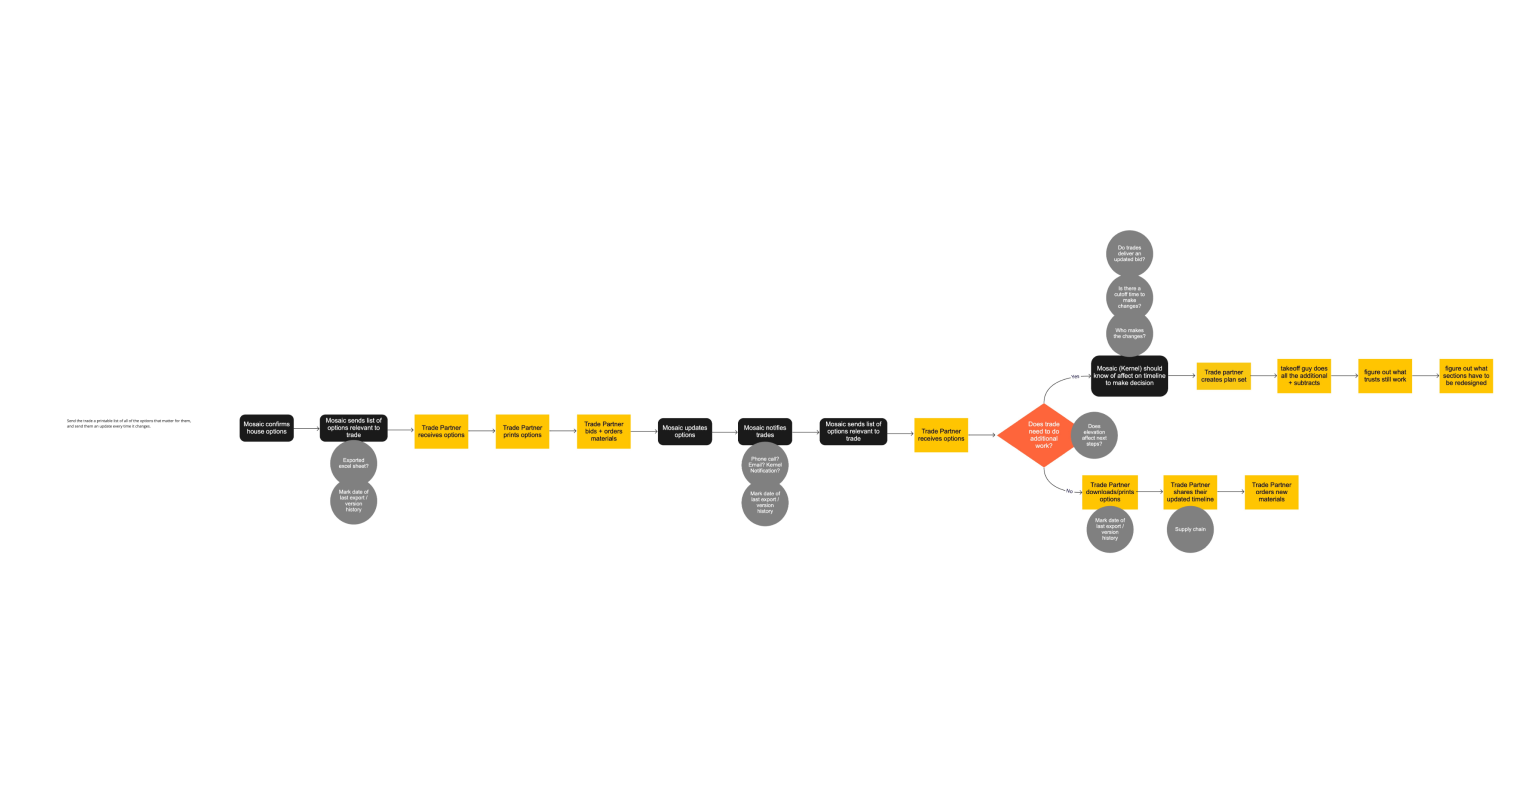 Send the trade a printable list of all of the options that matter for them,
and send them an update every time it changes.
Mosaic confirms
house options
Mosaic sends list of
options relevant to
trade
Exported
excel sheet?
Mark date of
last export /
version
history
Trade Partner
receives options
Trade Partner
prints options
Trade Partner
bids + orders
materials
Mosaic updates
options
Mosaic notifies
trades
Phone call?
Email? Kernel
Notification?
Mark date of
last export /
version
history
Mosaic sends list of
options relevant to
trade
Trade Partner
receives options
Does trade
need to do
additional
work?
Does
elevation
affect next
steps?
yes
Do trades
deliver an
updated bid?
Is there a
cutoff time to
make
changes?
Who makes
the changes?
Mosaic (Kernel) should
know of affect on timeline
to make decision
Trade partner
creates plan set
takeoff guy does
all the additional
+ subtracts
figure out what
trusts still work
figure out what
sections have to
be redesigned
No
Trade Partner
downloads/prints
options
Mark date of
last export /
version
history
Trade Partner
shares their
updated timeline
Supply chain
Trade Partner
orders new
materials